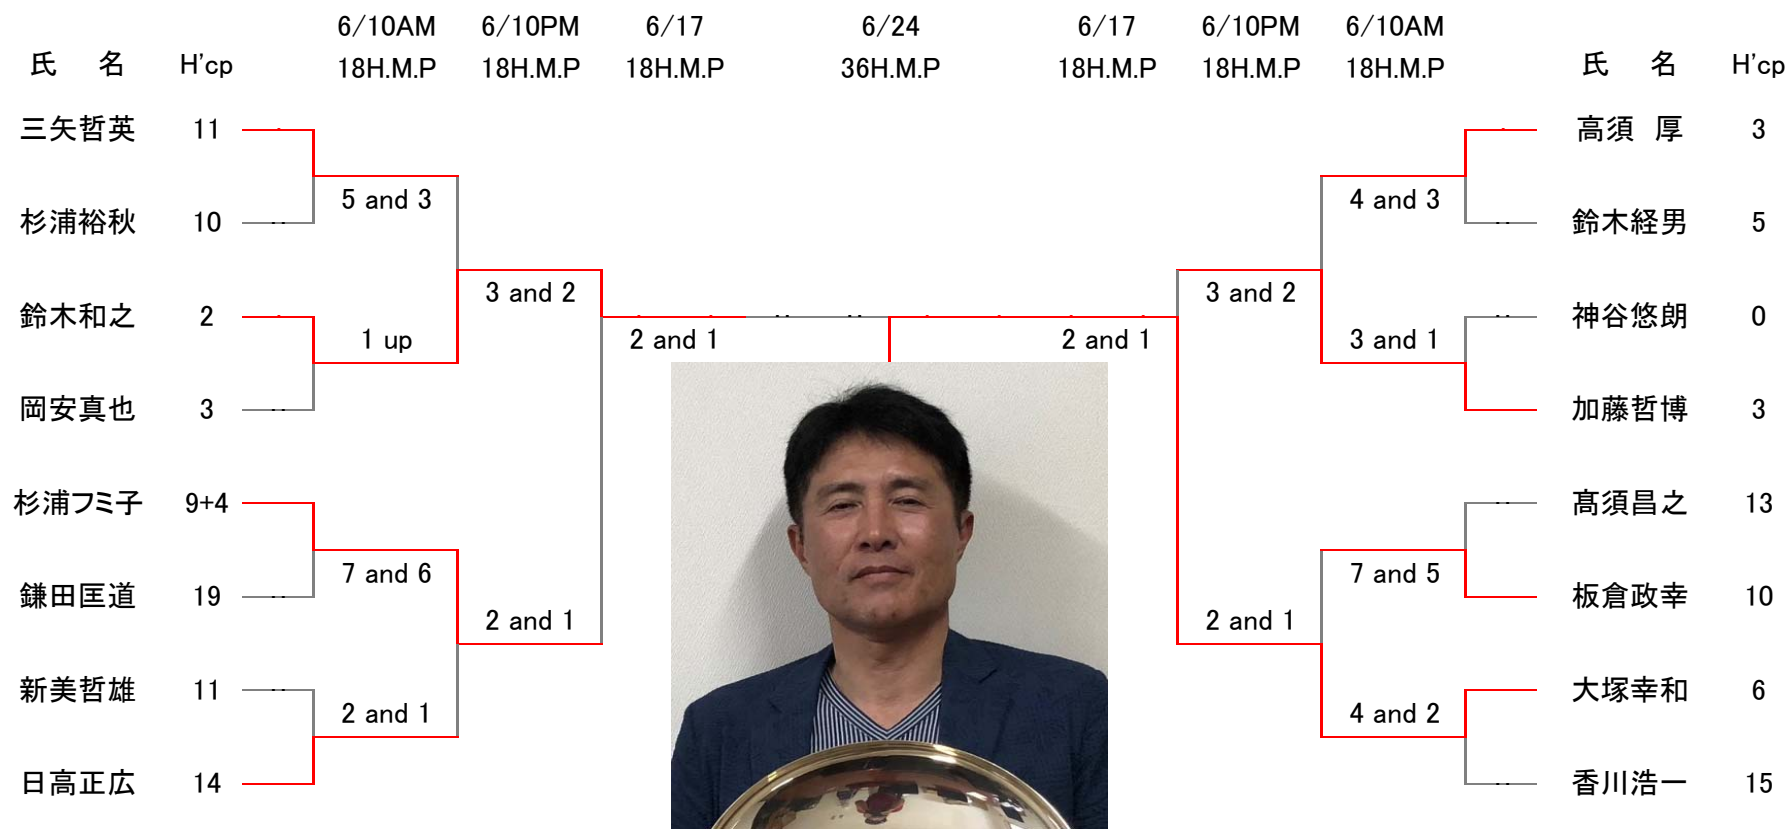 6/10AM 6/10PM 6/17 6/24 6/17 6/10PM 6/10AM
氏 名 H'cp 18H.M.P 18H.M.P 18H.M.P 36H.M.P 18H.M.P 18H.M.P 18H.M.P 氏 名 H'cp
三矢哲英 11 高須 厚 3
5 and 3 4 and 3
杉浦裕秋 10 鈴木経男 5
3 and 2 3 and 2
鈴木和之 2 神谷悠朗 0
1 up 2 and 1 2 and 1 3 and 1
岡安真也 3 加藤哲博 3
杉浦フミ子 9+4 髙須昌之 13
7 and 6 7 and 5
鎌田匡道 19 板倉政幸 10
2 and 1 2 and 1
新美哲雄 11 大塚幸和 6
2 and 1 4 and 2
日高正広 14 香川浩一 15